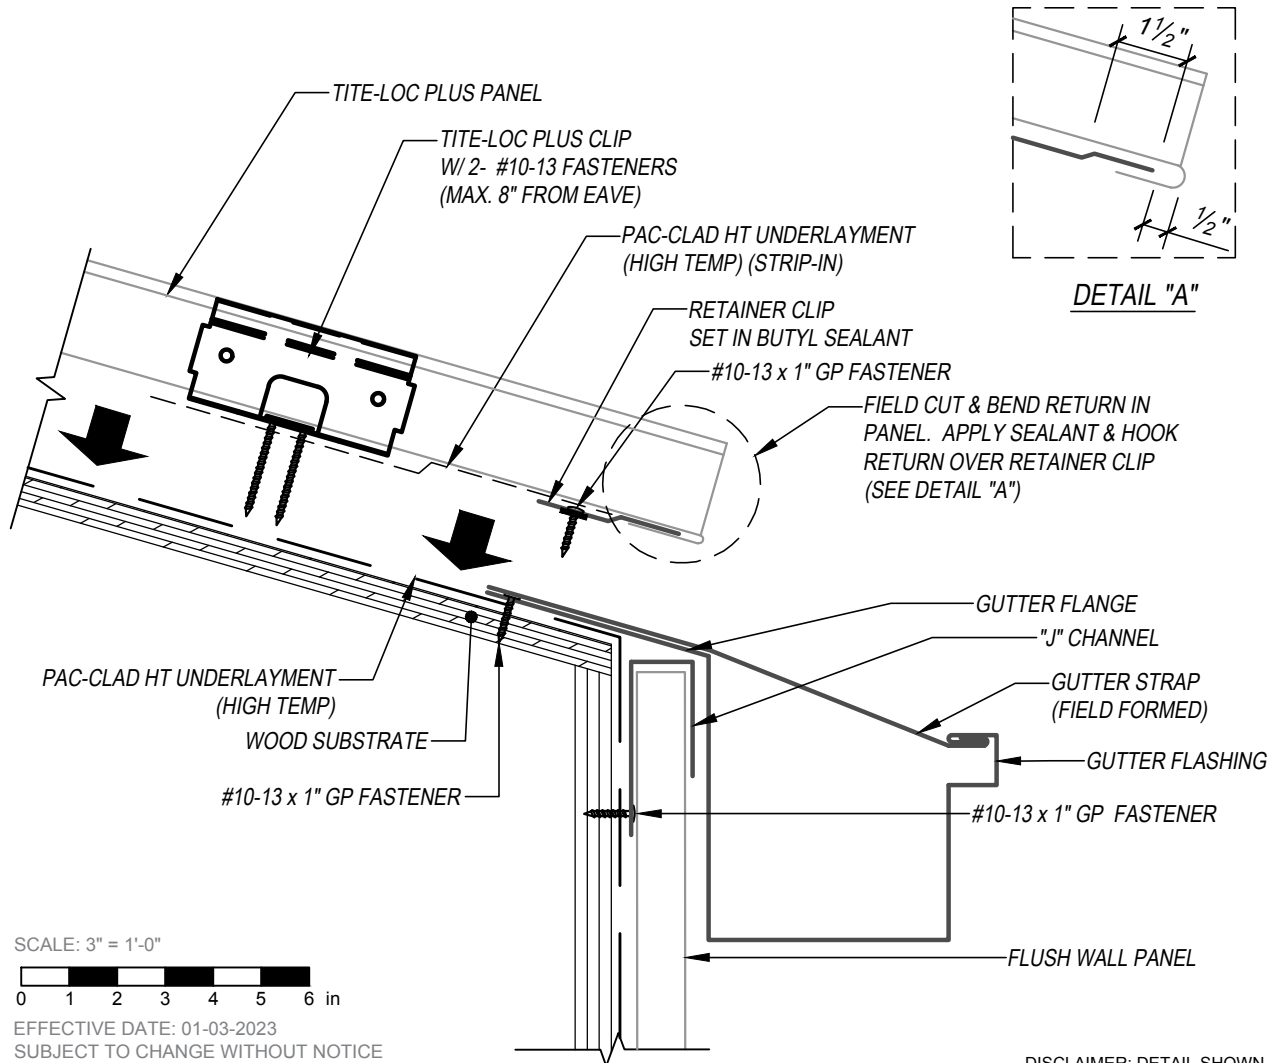 1½"
TITE-LOC PLUS PANEL
TITE-LOC PLUS CLIP
W/ 2- #10-13 FASTENERS
(MAX. 8" FROM EAVE)
½"
PAC-CLAD HT UNDERLAYMENT
(HIGH TEMP) (STRIP-IN)
DETAIL "A"
RETAINER CLIP
SET IN BUTYL SEALANT
#10-13 x 1" GP FASTENER
FIELD CUT & BEND RETURN IN
PANEL. APPLY SEALANT & HOOK
RETURN OVER RETAINER CLIP
(SEE DETAIL "A")
GUTTER FLANGE
"J" CHANNEL
PAC-CLAD HT UNDERLAYMENT
(HIGH TEMP)
GUTTER STRAP
(FIELD FORMED)
WOOD SUBSTRATE
GUTTER FLASHING
#10-13 x 1" GP FASTENER
#10-13 x 1" GP FASTENER
SCALE: 3" = 1'-0"
FLUSH WALL PANEL
0 1 2 3 4 5 6 in
EFFECTIVE DATE: 01-03-2023
SUBJECT TO CHANGE WITHOUT NOTICE
DISCLAIMER: DETAIL SHOWN